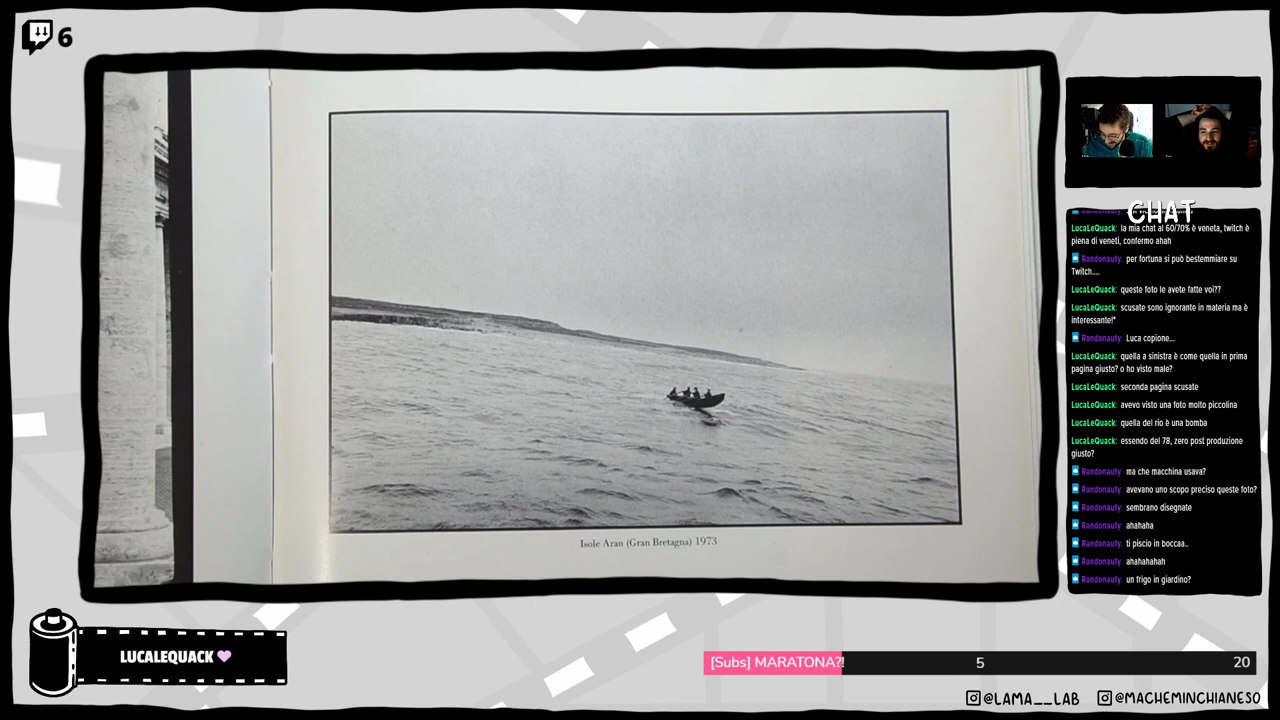 6
CHAT
LucaLeQuack: la mia chat al 60/70% è veneta, twitch è
piena di veneti, confermo ahah
Randonauty: per fortuna si può bestemmiare su
Twitch....
LucaLeQuack: queste foto le avete fatte voi??
LucaLeQuack: scusate sono ignorante in materia ma è
interessante!*
Randonauty: Luca copione...
LucaLeQuack: quella a sinistra è come quella in prima
pagina giusto? o ho visto male?
LucaLeQuack: seconda pagina scusate
LucaLeQuack: avevo visto una foto molto piccolina
LucaLeQuack: quella del rio è una bomba
LucaLeQuack: essendo del 78, zero post produzione
giusto?
Randonauty: ma che macchina usava?
Randonauty: avevano uno scopo preciso queste foto?
Randonauty: sembrano disegnate
Randonauty: ahahaha
Randonauty: ti piscio in boccaa..
Randonauty: ahahahahah
Randonauty: un frigo in giardino?
Isole Aran (Gran Bretagna) 1973
LUCALEQUACK
[Subs] MARATONA?! 5 20
@LAMA__LAB @MACHEMINCHIANESO